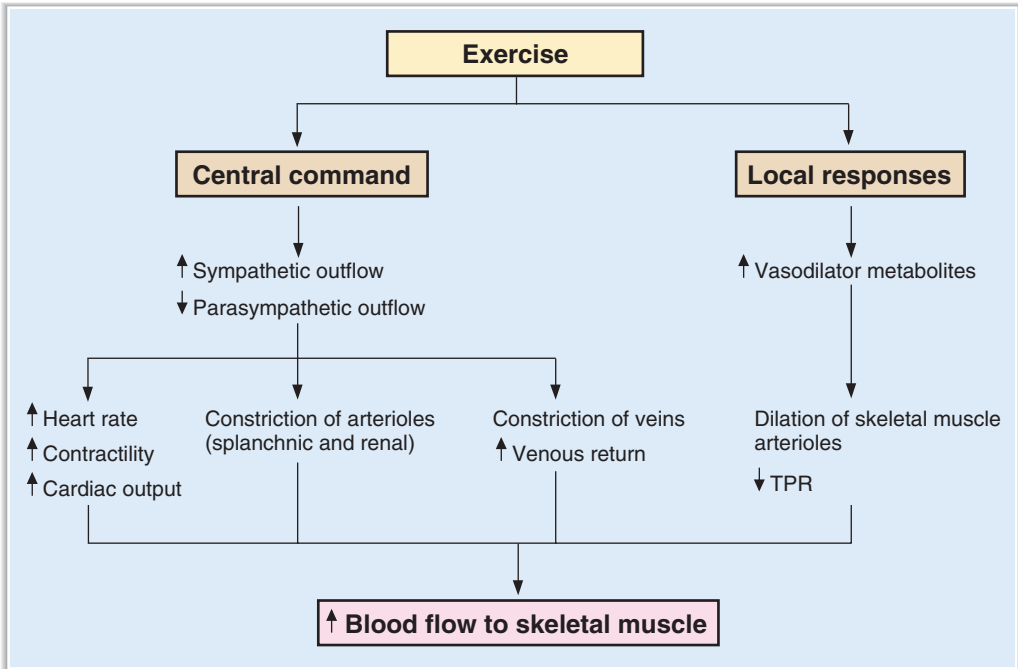 Exercise
Central command
Local responses
↑ Sympathetic outflow
↓ Parasympathetic outflow
↑ Vasodilator metabolites
↑ Heart rate
↑ Contractility
↑ Cardiac output
Constriction of arterioles
(splanchnic and renal)
Constriction of veins
↑ Venous return
Dilation of skeletal muscle
arterioles
↓ TPR
↑ Blood flow to skeletal muscle